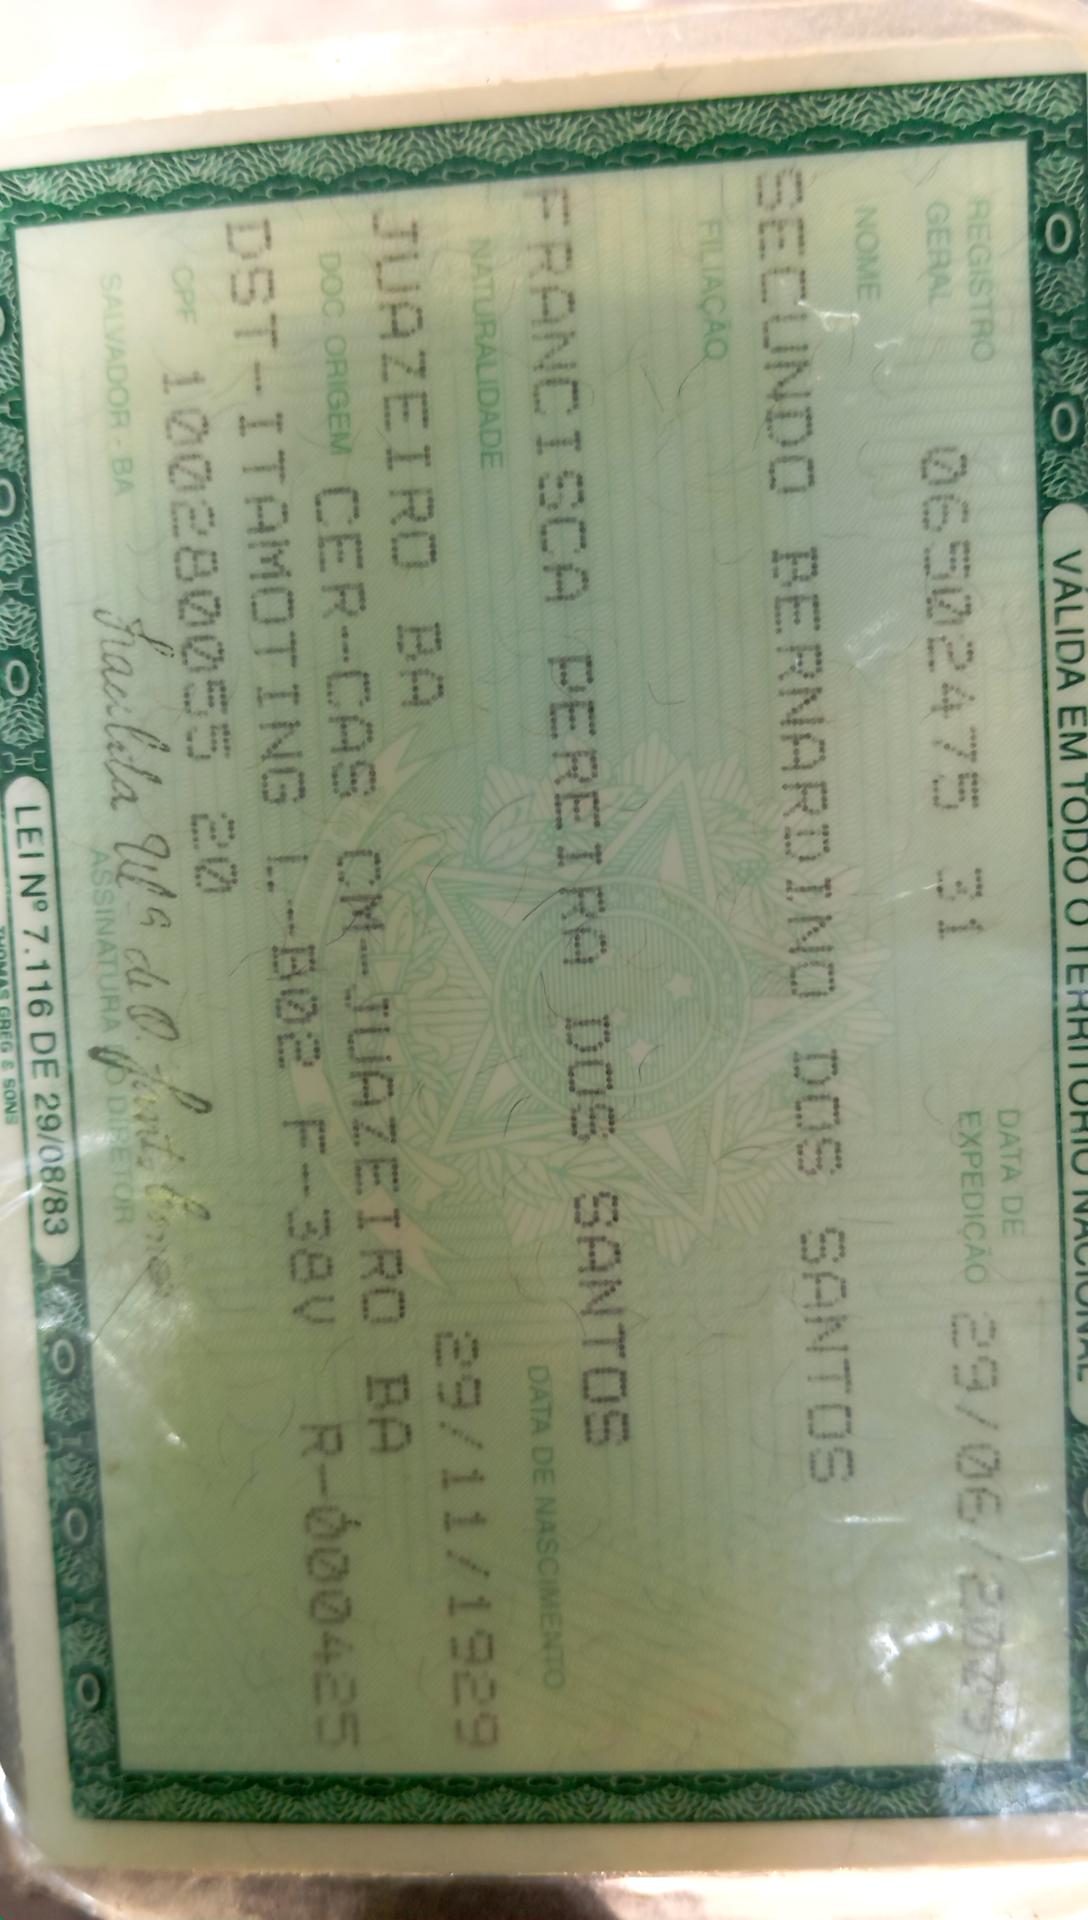 VÁLIDA EM TODO O TERRITÓRIO NACIONAL
REGISTRO GERAL 06502475 31 DATA DE EXPEDIÇÃO 29/06/2009
NOME
SECUNDO BERNARDINO DOS SANTOS
FILIAÇÃO
FRANCISCA PEREIRA DOS SANTOS
NATURALIDADE DATA DE NASCIMENTO
JUAZEIRO BA 29/11/1929
DOC. ORIGEM CER-CAS CM-JUAZEIRO BA
DST-ITAMOTING L-A02 F-38V R-000425
CPF 100280055 20
SALVADOR - BA
ASSINATURA DO DIRETOR
LEI Nº 7.116 DE 29/08/83
THOMAS GREG & SONS